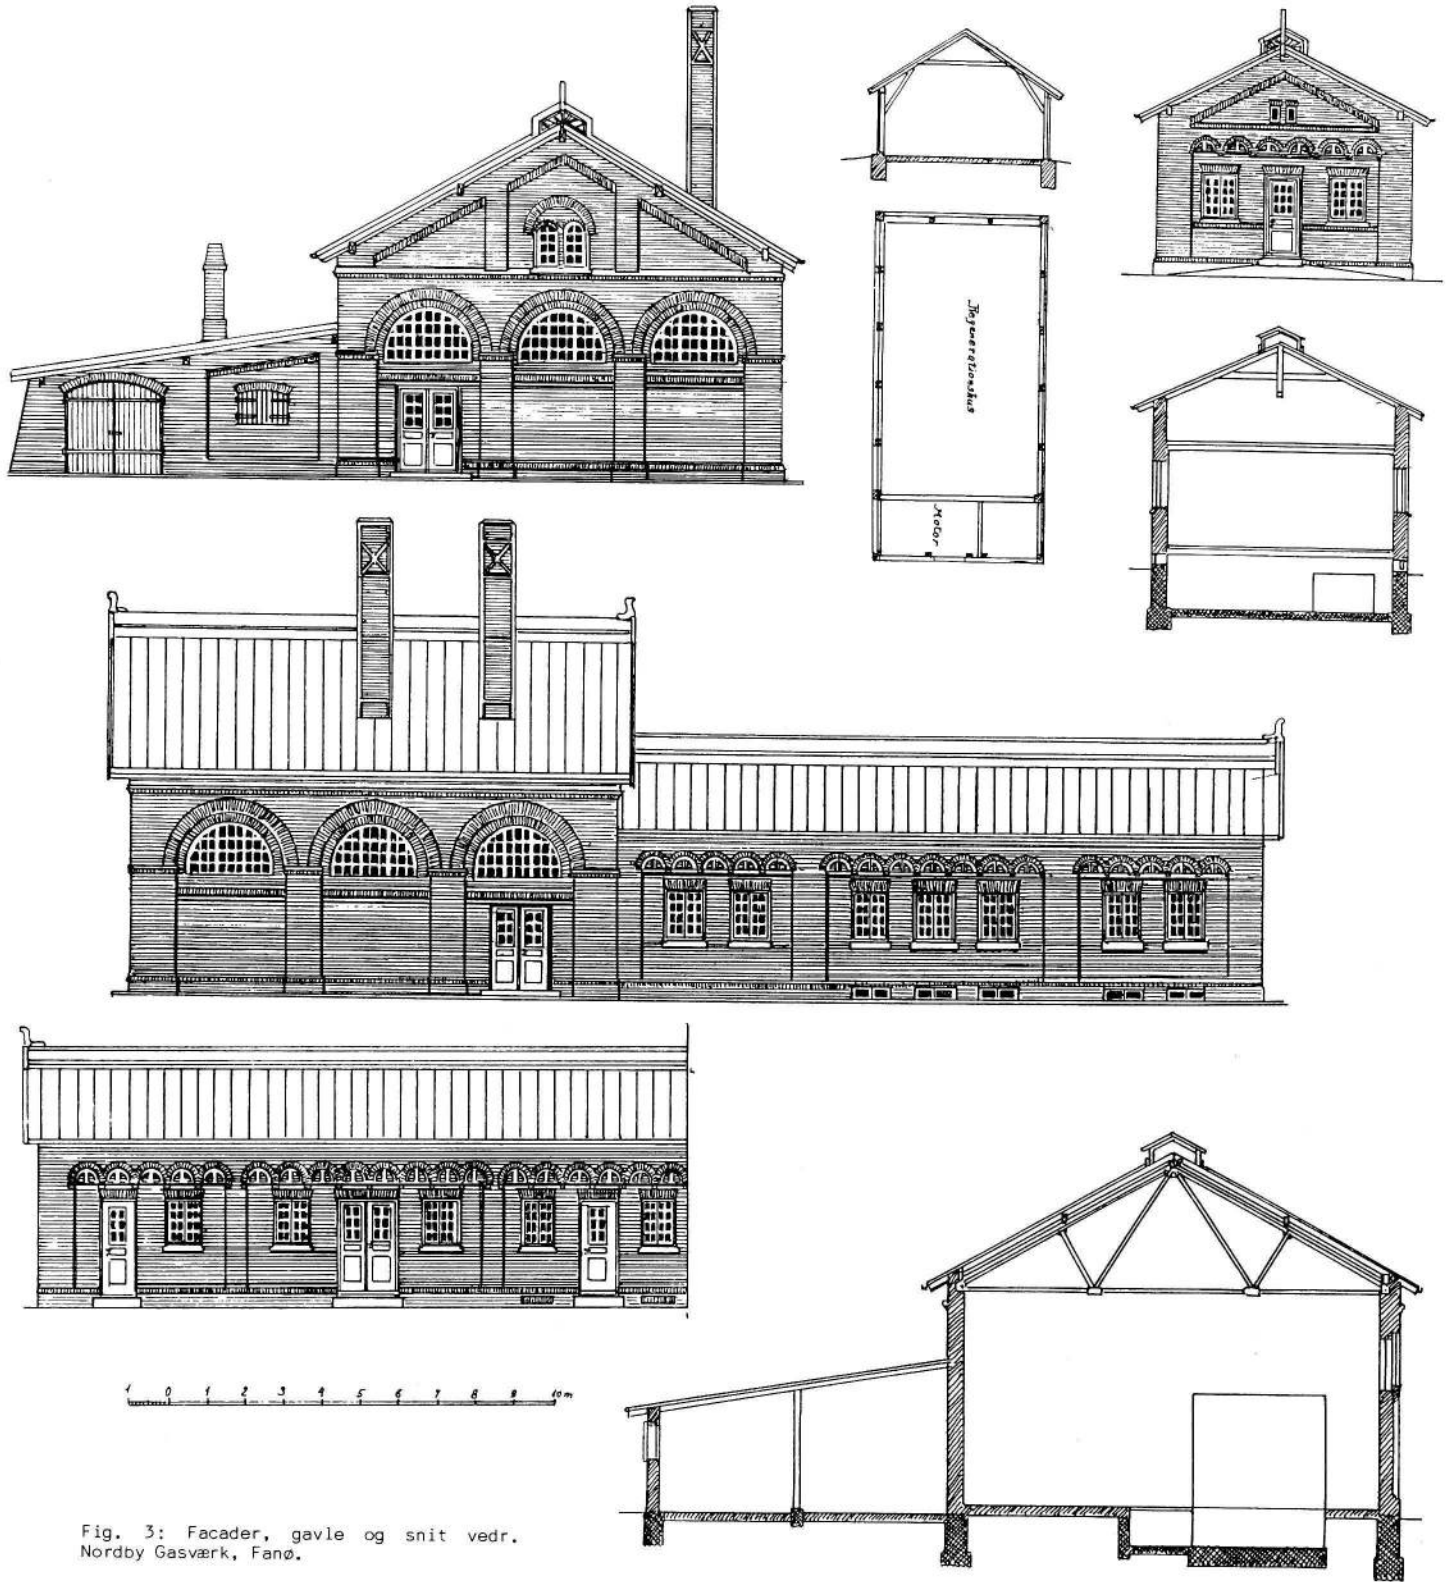 Regenerationshus
Motor
1 0 1 2 3 4 5 6 7 8 9 10 m
Fig. 3: Facader, gavle og snit vedr.
Nordby Gasværk, Fanø.